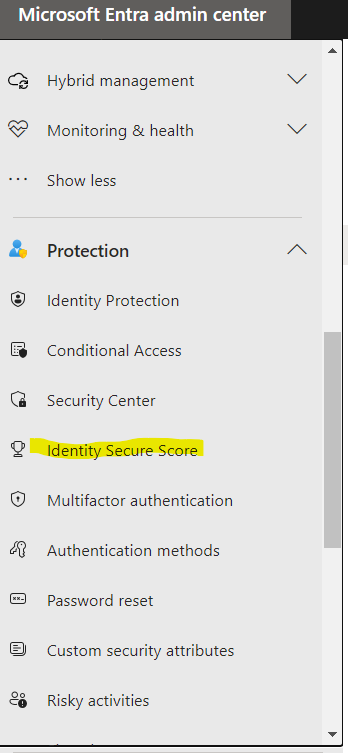 Microsoft Entra admin center
Hybrid management
Monitoring & health
Show less
Protection
Identity Protection
Conditional Access
Security Center
Identity Secure Score
Multifactor authentication
Authentication methods
Password reset
Custom security attributes
Risky activities